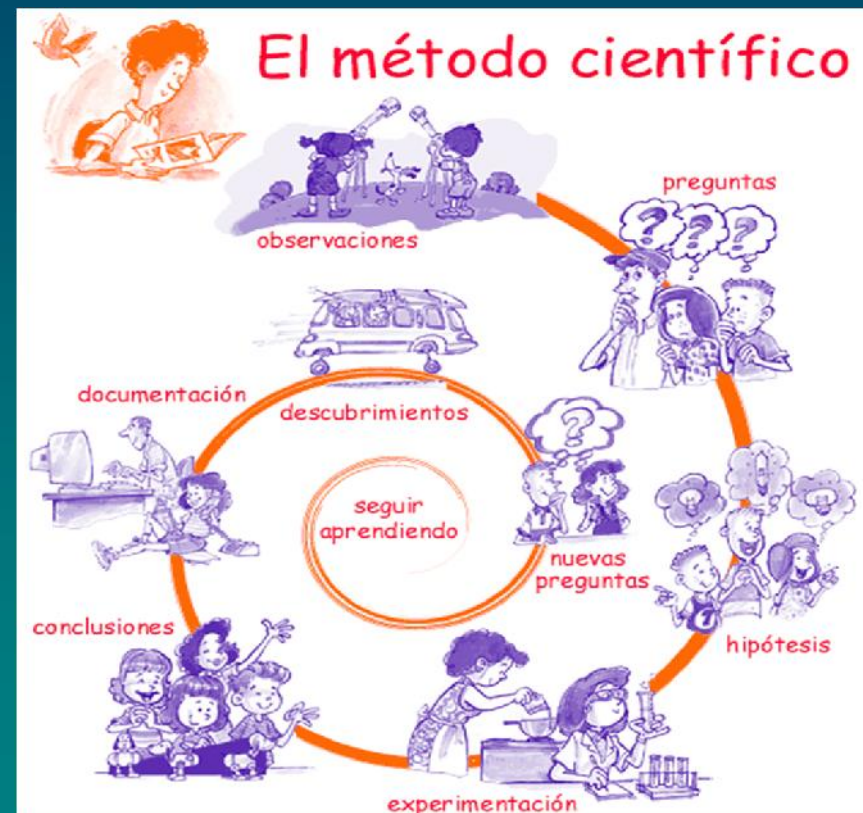 El método científico
observaciones
preguntas
hipótesis
experimentación
conclusiones
documentación
descubrimientos
nuevas
preguntas
seguir
aprendiendo